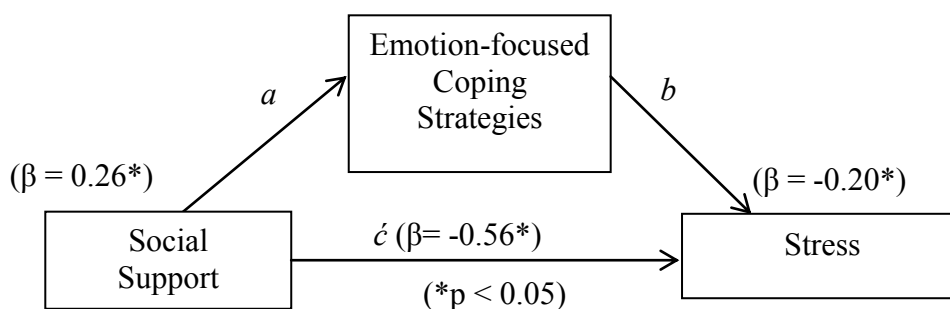 Emotion-focused
Coping
Strategies
a
b
(β = 0.26*)
(β = -0.20*)
Social
Support
ć (β= -0.56*)
(*p < 0.05)
Stress